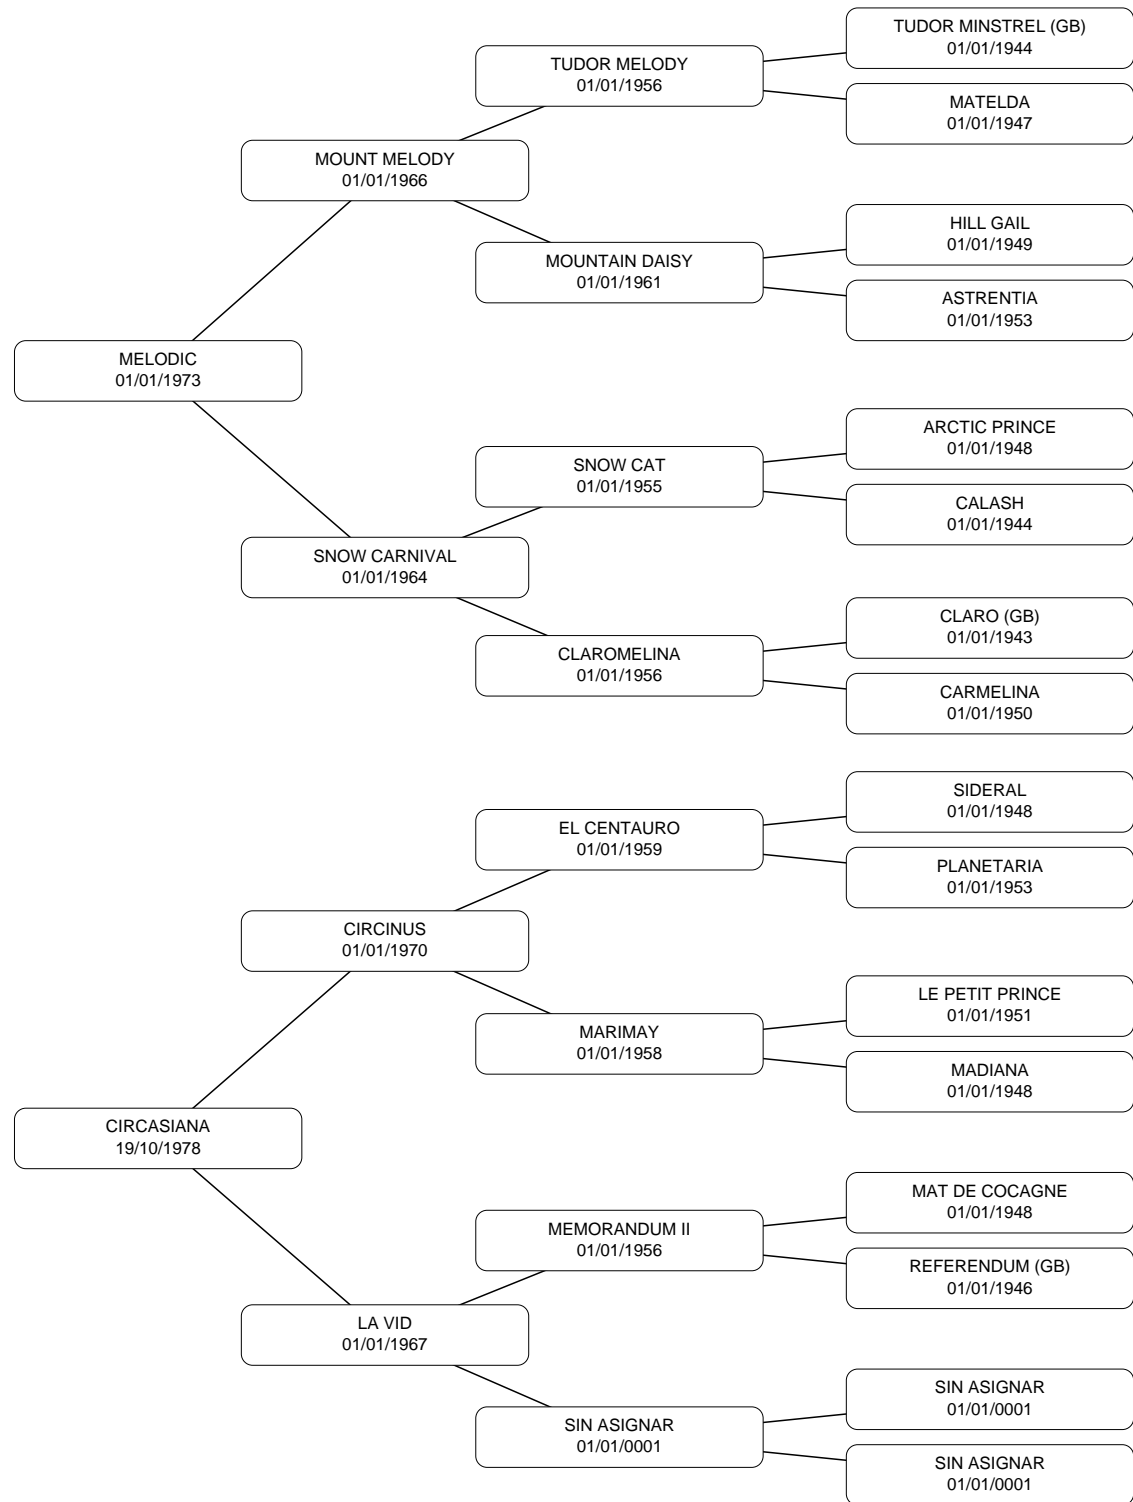 TUDOR MINSTREL (GB)
01/01/1944
TUDOR MELODY
01/01/1956
MATELDA
01/01/1947
MOUNT MELODY
01/01/1966
HILL GAIL
01/01/1949
MOUNTAIN DAISY
01/01/1961
ASTRENTIA
01/01/1953
MELODIC
01/01/1973
ARCTIC PRINCE
01/01/1948
SNOW CAT
01/01/1955
CALASH
01/01/1944
SNOW CARNIVAL
01/01/1964
CLARO (GB)
01/01/1943
CLAROMELINA
01/01/1956
CARMELINA
01/01/1950
SIDERAL
01/01/1948
EL CENTAURO
01/01/1959
PLANETARIA
01/01/1953
CIRCINUS
01/01/1970
LE PETIT PRINCE
01/01/1951
MARIMAY
01/01/1958
MADIANA
01/01/1948
CIRCASIANA
19/10/1978
MAT DE COCAGNE
01/01/1948
MEMORANDUM II
01/01/1956
REFERENDUM (GB)
01/01/1946
LA VID
01/01/1967
SIN ASIGNAR
01/01/0001
SIN ASIGNAR
01/01/0001
SIN ASIGNAR
01/01/0001